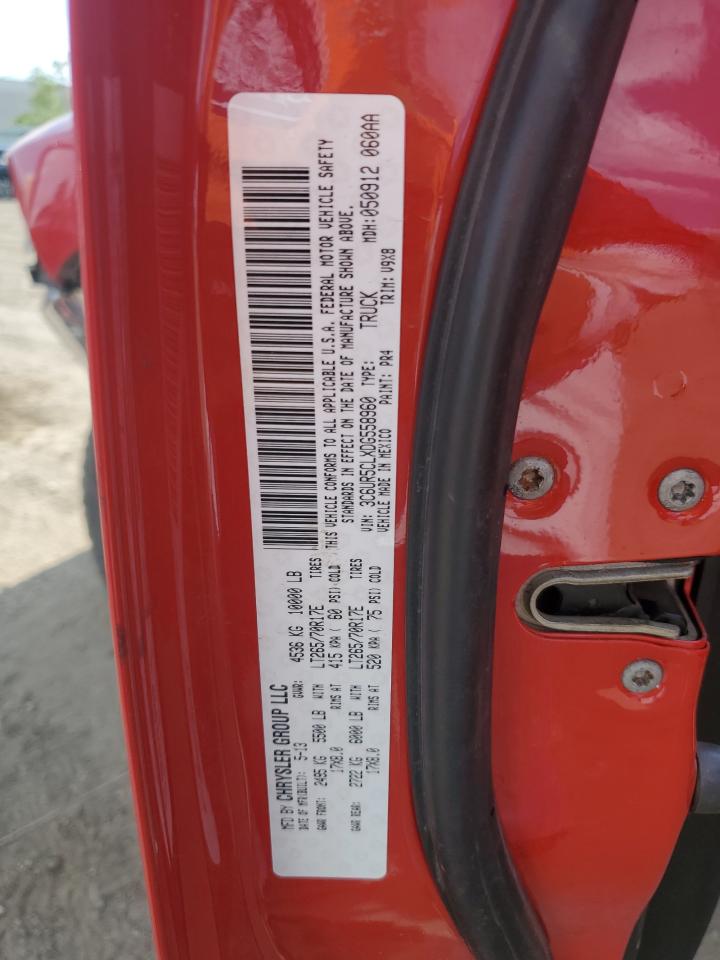 MFD BY CHRYSLER GROUP LLC
DATE OF MFR(BUILT): 5-13 GVWR: 4536 KG 10000 LB
GAWR FRONT: 2495 KG 5500 LB WITH LT265/70R17E TIRES
17X8.0 RIMS AT 415 KPA ( 60 PSI) COLD
GAWR REAR: 2722 KG 6000 LB WITH LT265/70R17E TIRES
17X8.0 RIMS AT 520 KPA ( 75 PSI) COLD
THIS VEHICLE CONFORMS TO ALL APPLICABLE U.S.A. FEDERAL MOTOR VEHICLE SAFETY
STANDARDS IN EFFECT ON THE DATE OF MANUFACTURE SHOWN ABOVE.
VIN: 3C6UR5CLXDG558960 TYPE: TRUCK MDH:050912 060AA
VEHICLE MADE IN MEXICO PAINT: PR4 TRIM: V9X8